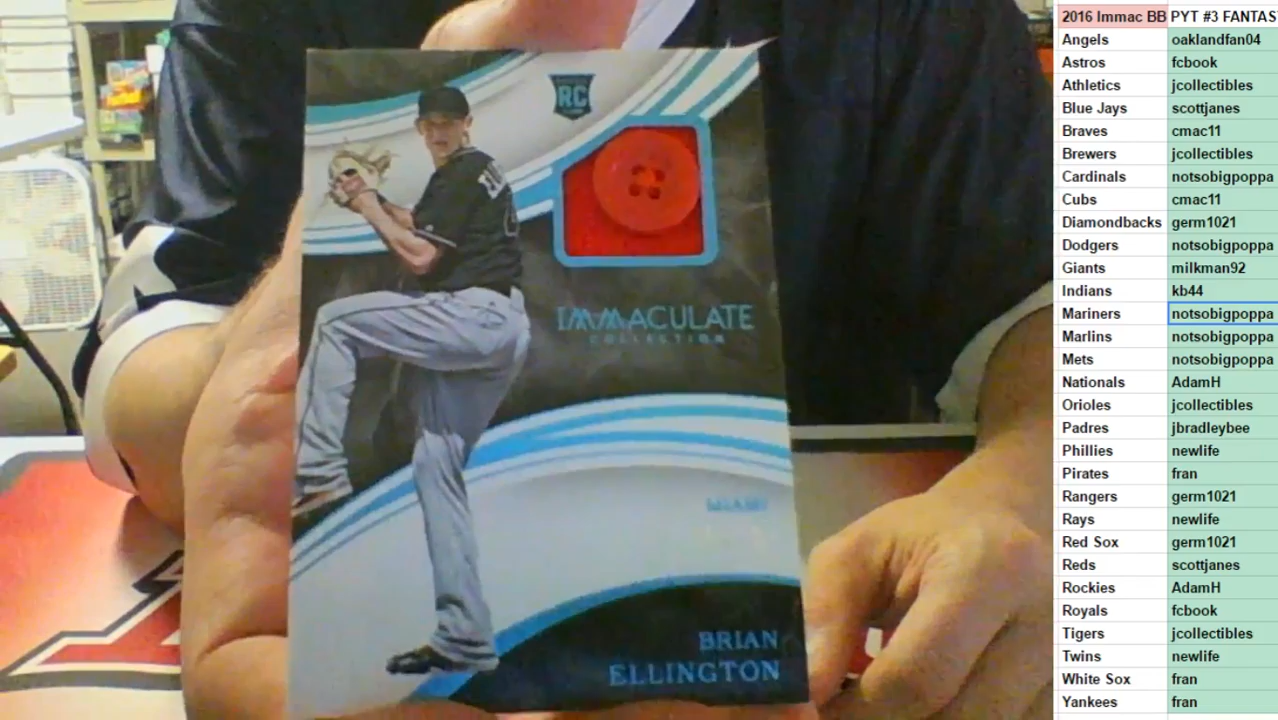 RC
IMMACULATE
COLLECTION
MIAMI
BRIAN
ELLINGTON
2016 Immac BB PYT #3 FANTAS
Angels oaklandfan04
Astros fcbook
Athletics jcollectibles
Blue Jays scottjanes
Braves cmac11
Brewers jcollectibles
Cardinals notsobigpoppa
Cubs cmac11
Diamondbacks germ1021
Dodgers notsobigpoppa
Giants milkman92
Indians kb44
Mariners notsobigpoppa
Marlins notsobigpoppa
Mets notsobigpoppa
Nationals AdamH
Orioles jcollectibles
Padres jbradleybee
Phillies newlife
Pirates fran
Rangers germ1021
Rays newlife
Red Sox germ1021
Reds scottjanes
Rockies AdamH
Royals fcbook
Tigers jcollectibles
Twins newlife
White Sox fran
Yankees fran